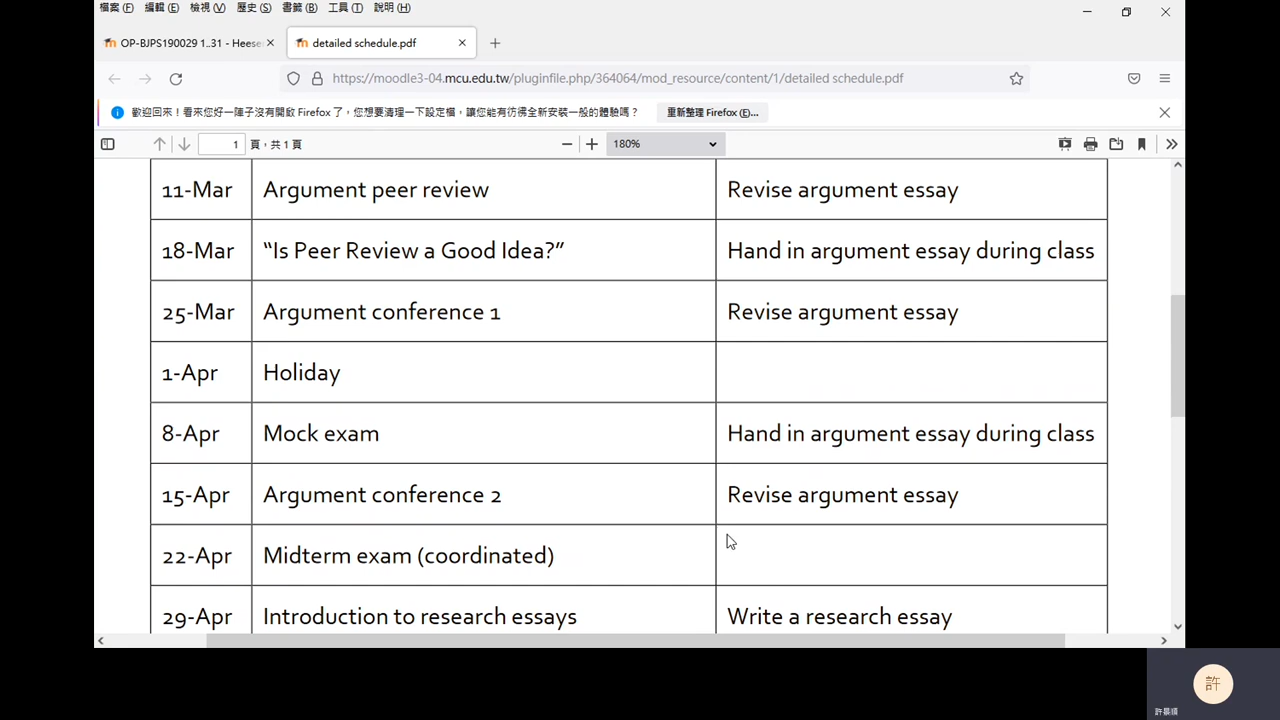 檔案 (F) 編輯 (E) 檢視 (V) 歷史 (S) 書籤 (B) 工具 (T) 說明 (H)
OP-BJPS190029 1..31 - Heese
detailed schedule.pdf
https://moodle3-04.mcu.edu.tw/pluginfile.php/364064/mod_resource/content/1/detailed schedule.pdf
歡迎回來！看來您好一陣子沒有開啟 Firefox 了，您想要清理一下設定檔，讓您能有彷彿全新安裝一般的體驗嗎？ 重新整理 Firefox (E)...
1 頁，共 1 頁 180%
11-Mar Argument peer review Revise argument essay
18-Mar “Is Peer Review a Good Idea?” Hand in argument essay during class
25-Mar Argument conference 1 Revise argument essay
1-Apr Holiday
8-Apr Mock exam Hand in argument essay during class
15-Apr Argument conference 2 Revise argument essay
22-Apr Midterm exam (coordinated)
29-Apr Introduction to research essays Write a research essay
許